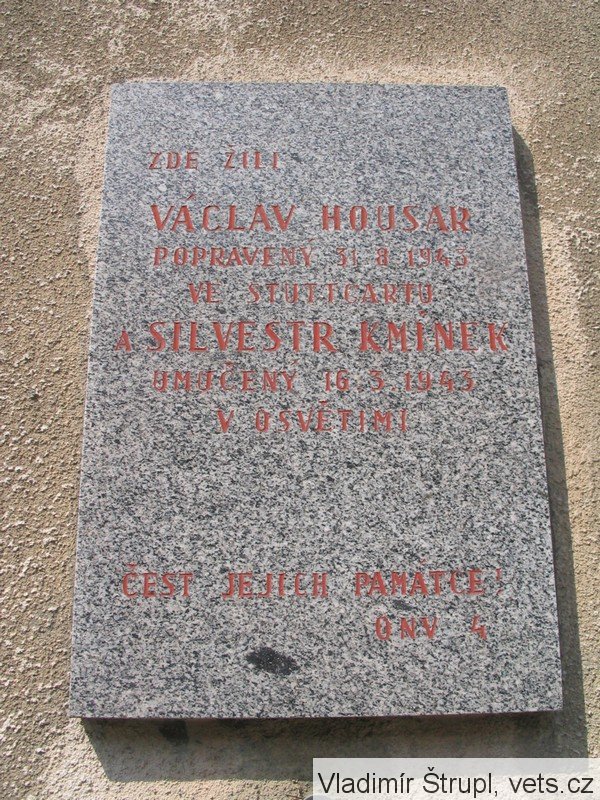 ZDE ŽILI
VÁCLAV HOUSAR
POPRAVENÝ 31.8.1943
VE STUTTGARTU
A SILVESTR KMÍNEK
UMUČENÝ 16.3.1943
V OSVĚTIMI
ČEST JEJICH PAMÁTCE!
ONV 4
Vladimír Štrupl, vets.cz